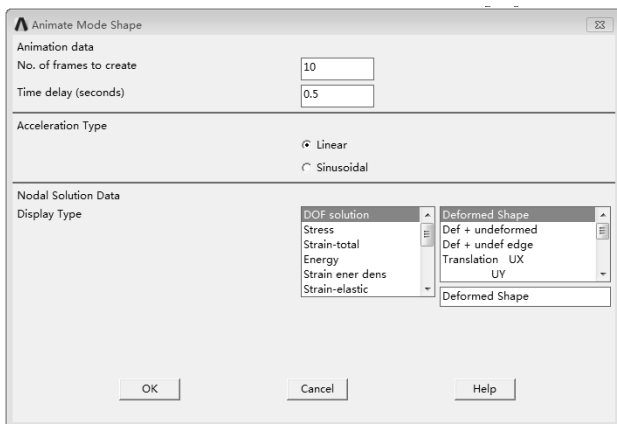 Animate Mode Shape
Animation data
No. of frames to create 10
Time delay (seconds) 0.5
Acceleration Type
Linear
Sinusoidal
Nodal Solution Data
Display Type
DOF solution Deformed Shape
Stress Def + undeformed
Strain-total Def + undef edge
Energy Translation UX
Strain ener dens UY
Strain-elastic
Deformed Shape
OK Cancel Help